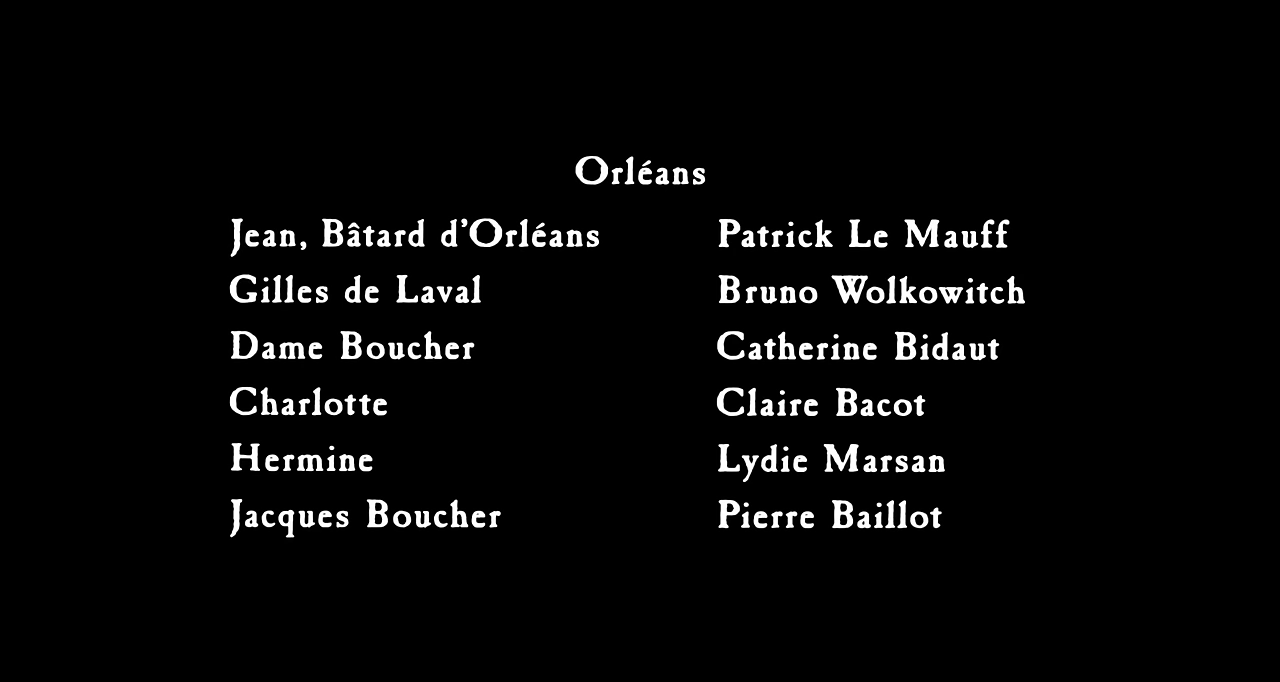 Orléans
Jean, Bâtard d'Orléans Patrick Le Mauff
Gilles de Laval Bruno Wolkowitch
Dame Boucher Catherine Bidaut
Charlotte Claire Bacot
Hermine Lydie Marsan
Jacques Boucher Pierre Baillot